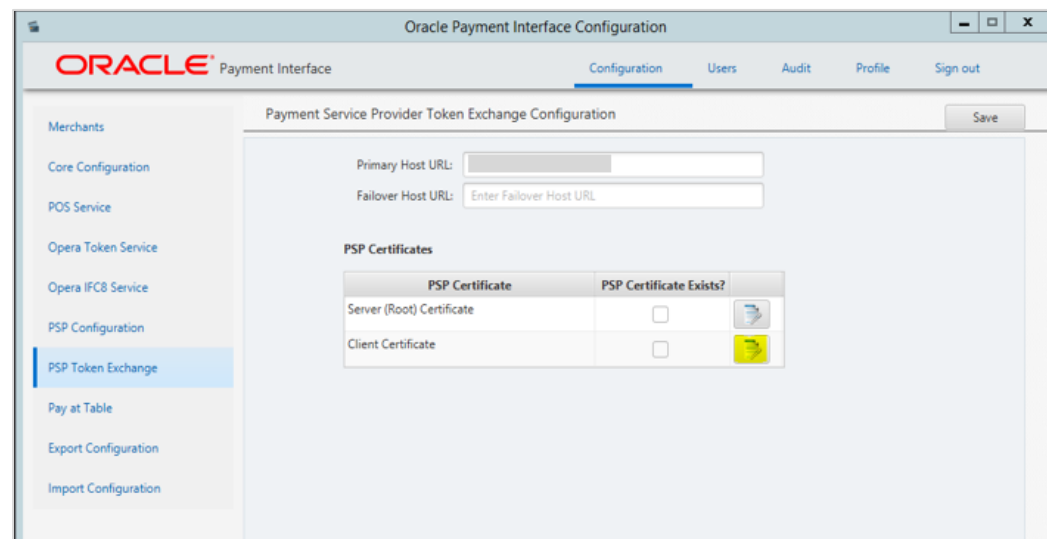 Oracle Payment Interface Configuration
ORACLE Payment Interface
Configuration Users Audit Profile Sign out
Merchants
Core Configuration
POS Service
Opera Token Service
Opera IFC8 Service
PSP Configuration
PSP Token Exchange
Pay at Table
Export Configuration
Import Configuration
Payment Service Provider Token Exchange Configuration
Save
Primary Host URL:
Failover Host URL: Enter Failover Host URL
PSP Certificates
PSP Certificate PSP Certificate Exists?
Server (Root) Certificate
Client Certificate